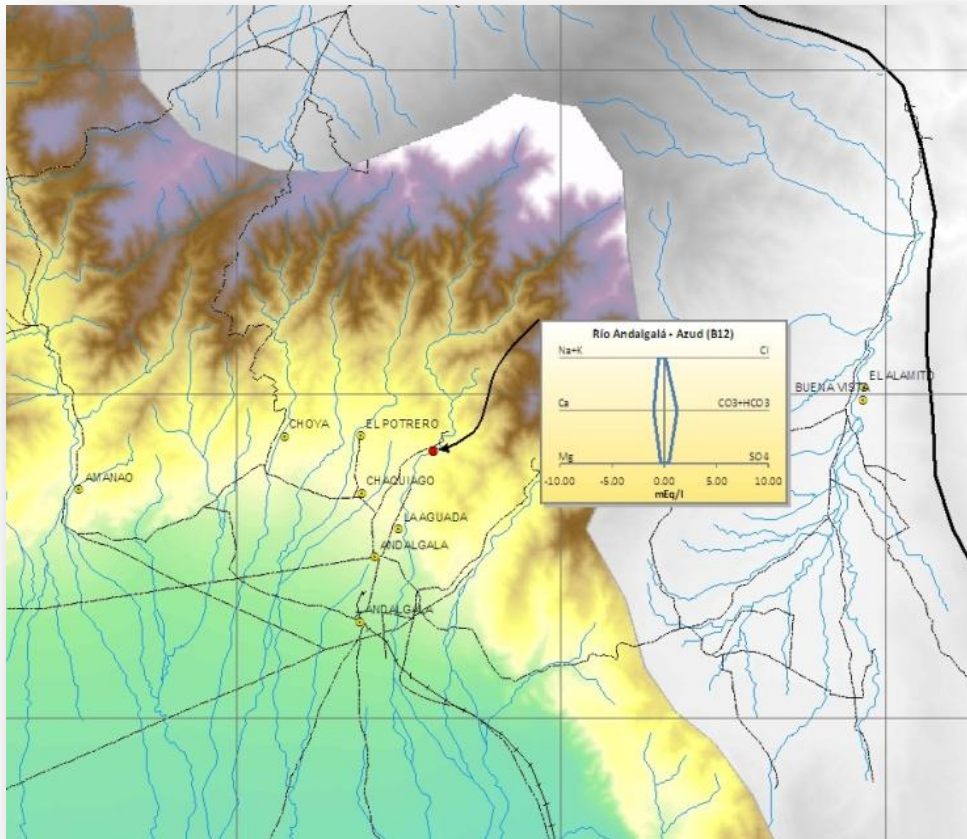 Río Andalgalá - Azud (B12)
Na+K Cl
Ca CO3+HCO3
Mg SO4
-10.00 -5.00 0.00 5.00 10.00
mEq/l
EL ALAMITO
BUENA VISTA
CHOYA
EL POTRERO
AMANAO
CHAQUIAGO
LA AGUADA
ANDALGALA
ANDALGALA